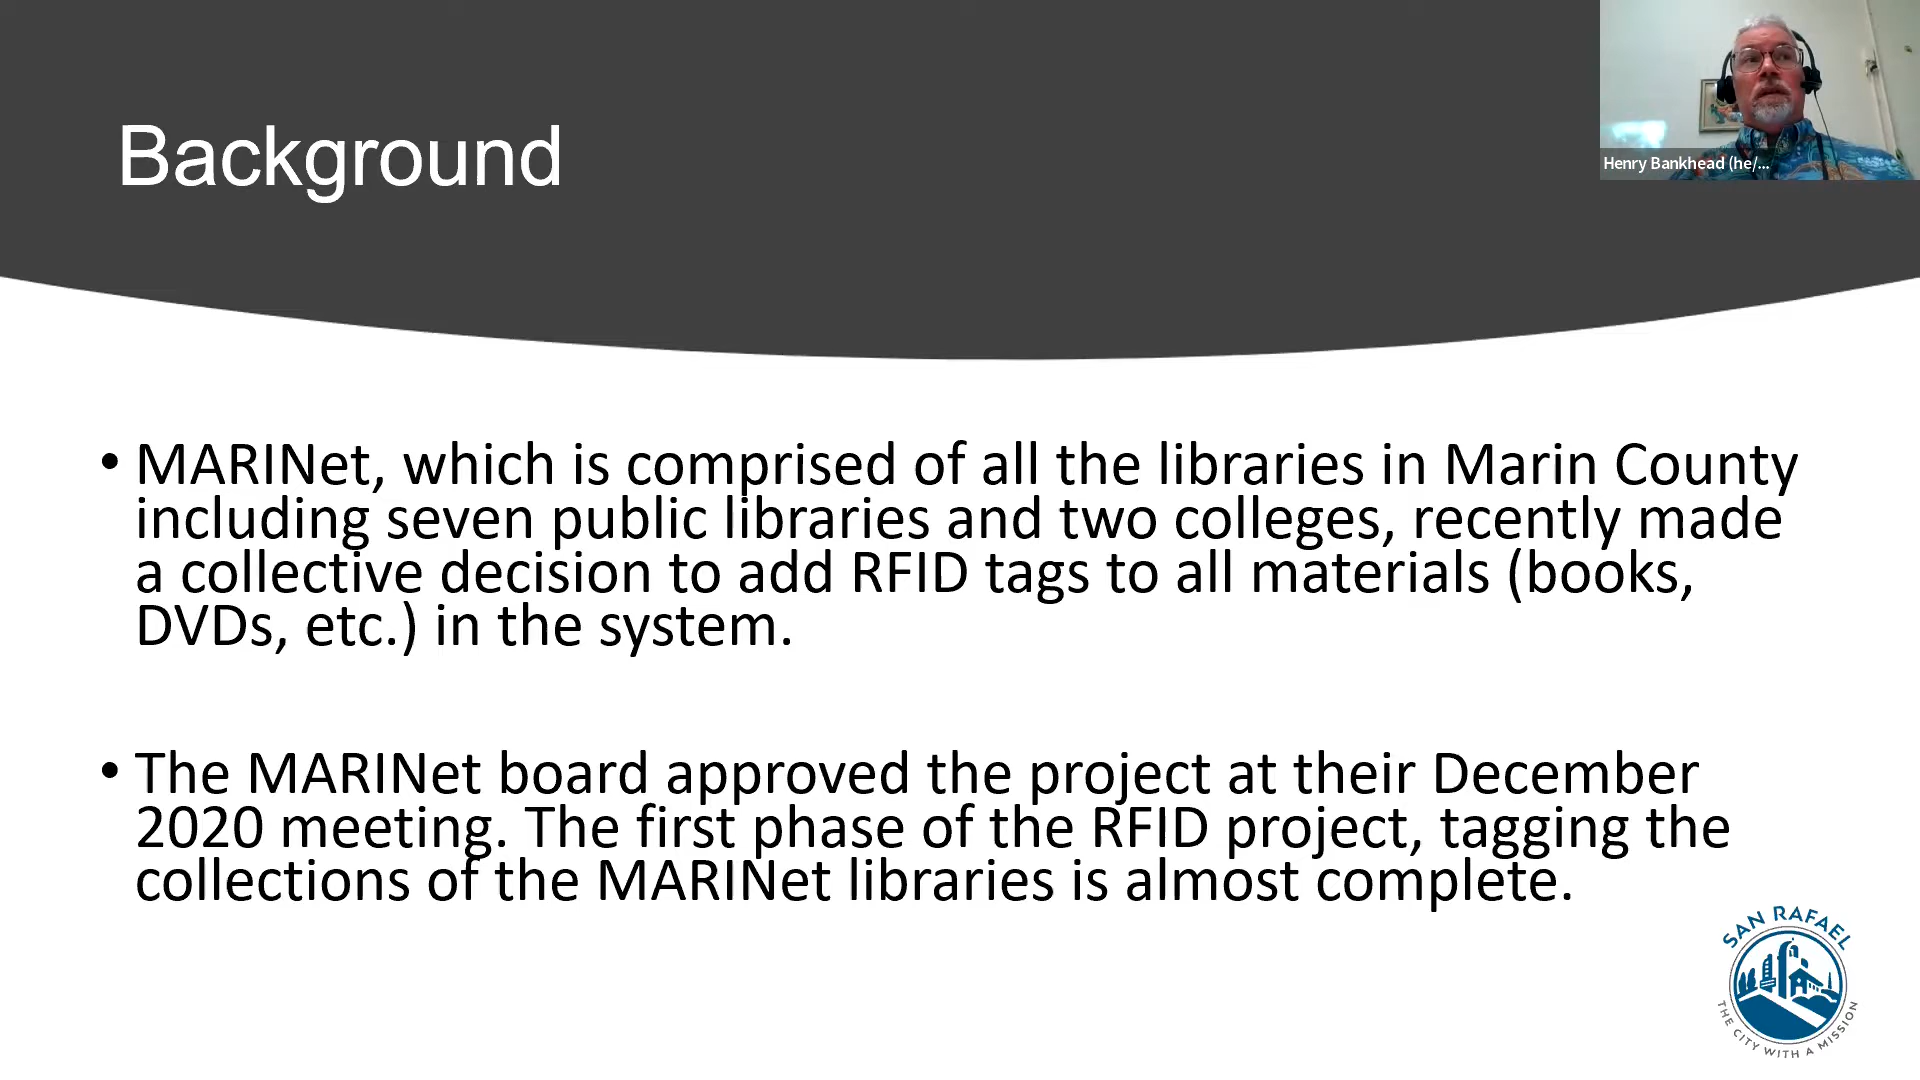 Background
Henry Bankhead (he/...
• MARINet, which is comprised of all the libraries in Marin County
including seven public libraries and two colleges, recently made
a collective decision to add RFID tags to all materials (books,
DVDs, etc.) in the system.
• The MARINet board approved the project at their December
2020 meeting. The first phase of the RFID project, tagging the
collections of the MARINet libraries is almost complete.
SAN RAFAEL
THE CITY WITH A MISSION